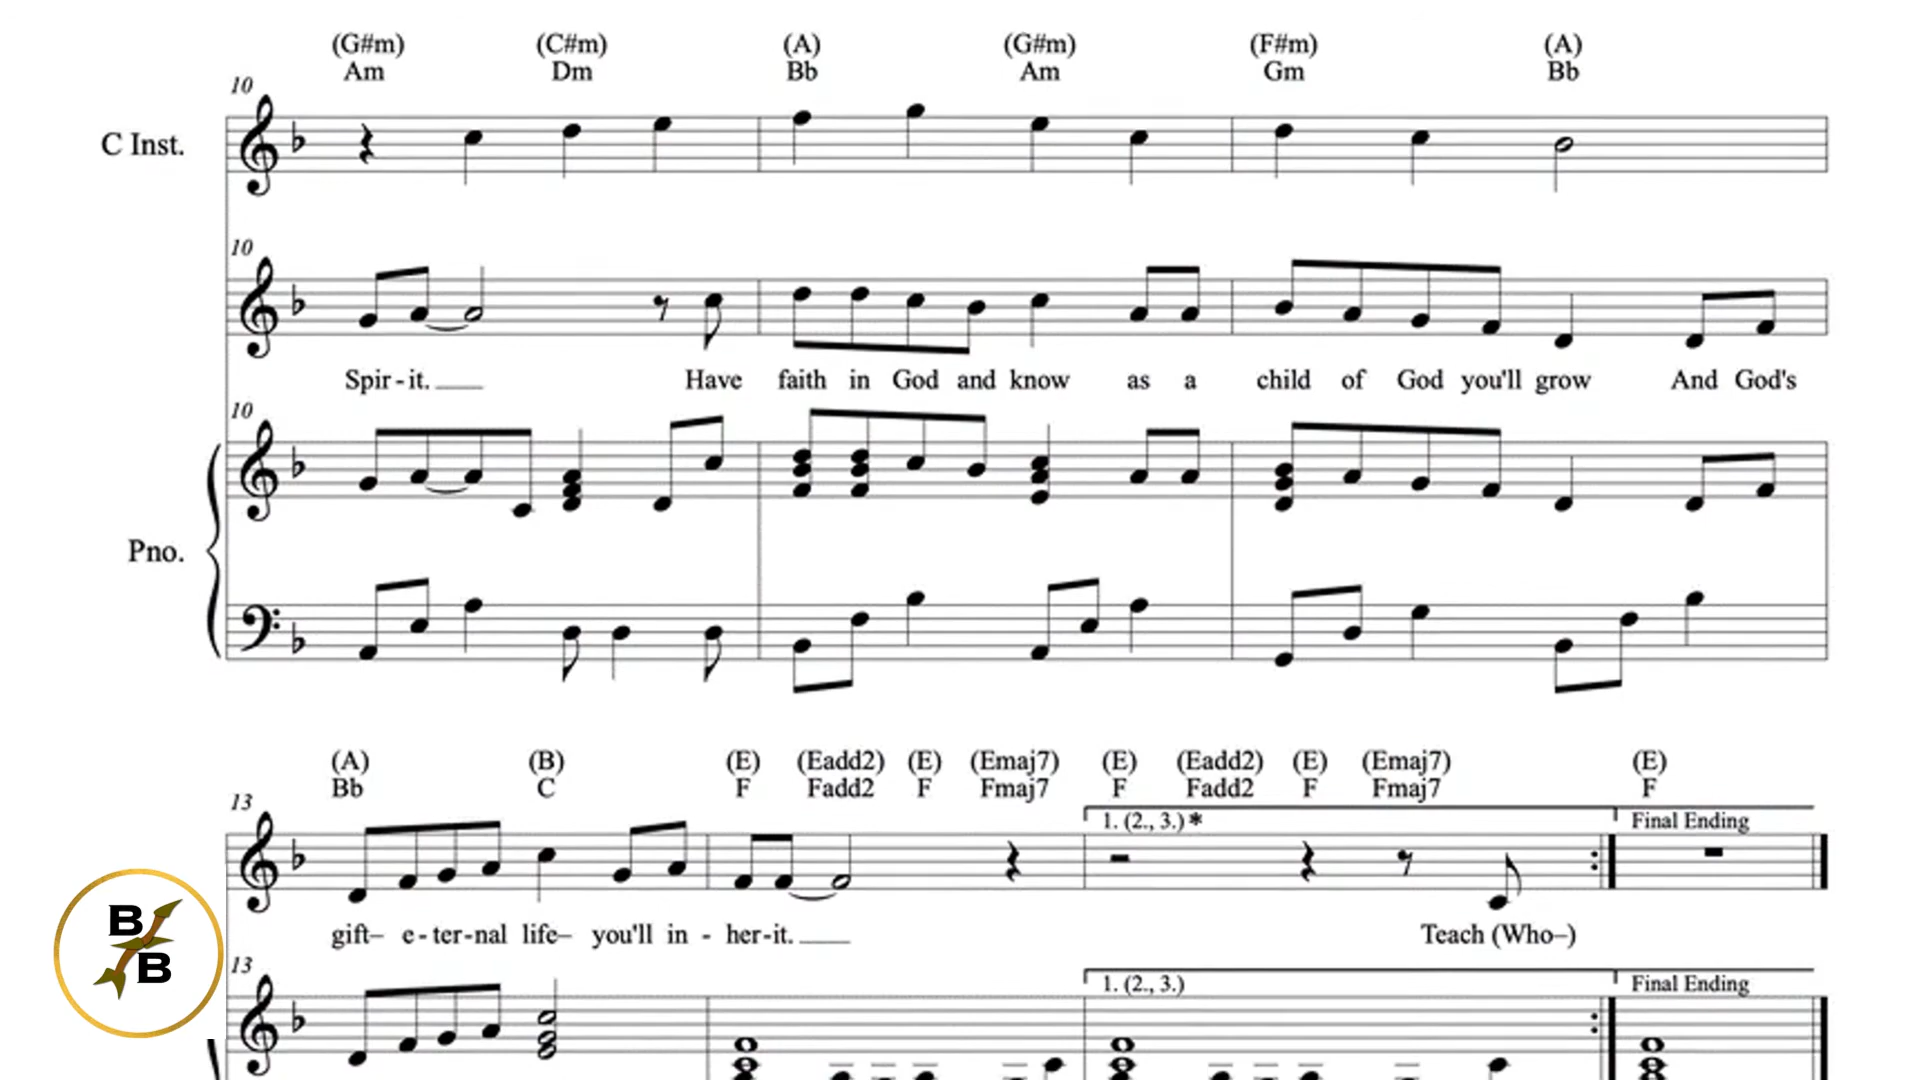 (G#m) (C#m) (A) (G#m) (F#m) (A)
Am Dm Bb Am Gm Bb
10
C Inst.
10
Spir - it. Have faith in God and know as a child of God you'll grow And God's
10
Pno.
(A) (B) (E) (Eadd2) (E) (Emaj7) (E) (Eadd2) (E) (Emaj7) (E)
Bb C F Fadd2 F Fmaj7 F Fadd2 F Fmaj7 F
13
1. (2., 3.) * Final Ending
gift– e - ter - nal life– you'll in - her - it. Teach (Who–)
13
1. (2., 3.) Final Ending
B
B